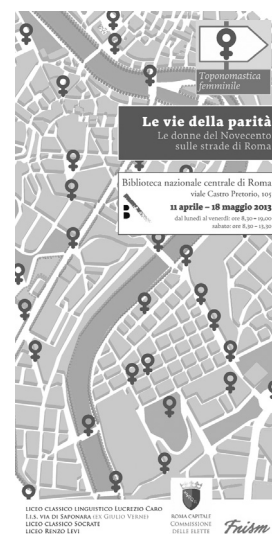 Toponomastica
femminile
Le vie della parità
Le donne del Novecento
sulle strade di Roma
Biblioteca nazionale centrale di Roma
viale Castro Pretorio, 105
11 aprile – 18 maggio 2013
dal lunedì al venerdì: ore 8,30 – 19,00
sabato: ore 8,30 – 13,30
LICEO CLASSICO LINGUISTICO LUCREZIO CARO
I.I.S. VIA DI SAPONARA (EX GIULIO VERNE)
LICEO CLASSICO SOCRATE
LICEO RENZO LEVI
ROMA CAPITALE
COMMISSIONE
DELLE ELETTE
Fnism